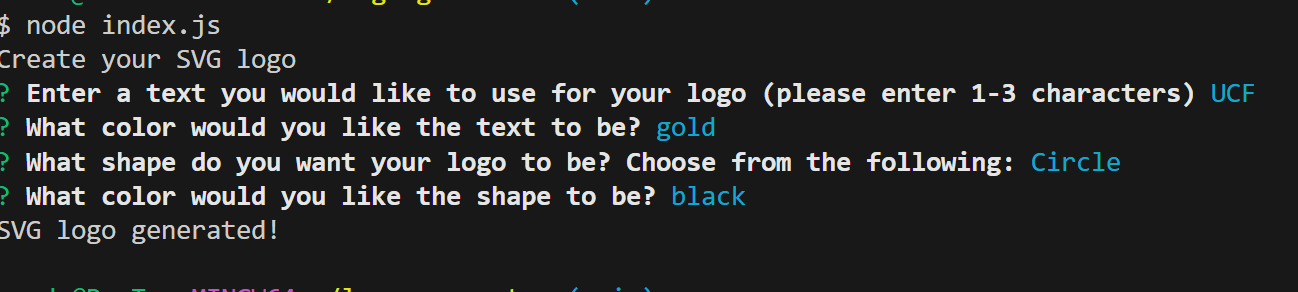 $ node index.js
Create your SVG logo
? Enter a text you would like to use for your logo (please enter 1-3 characters) UCF
? What color would you like the text to be? gold
? What shape do you want your logo to be? Choose from the following: Circle
? What color would you like the shape to be? black
SVG logo generated!